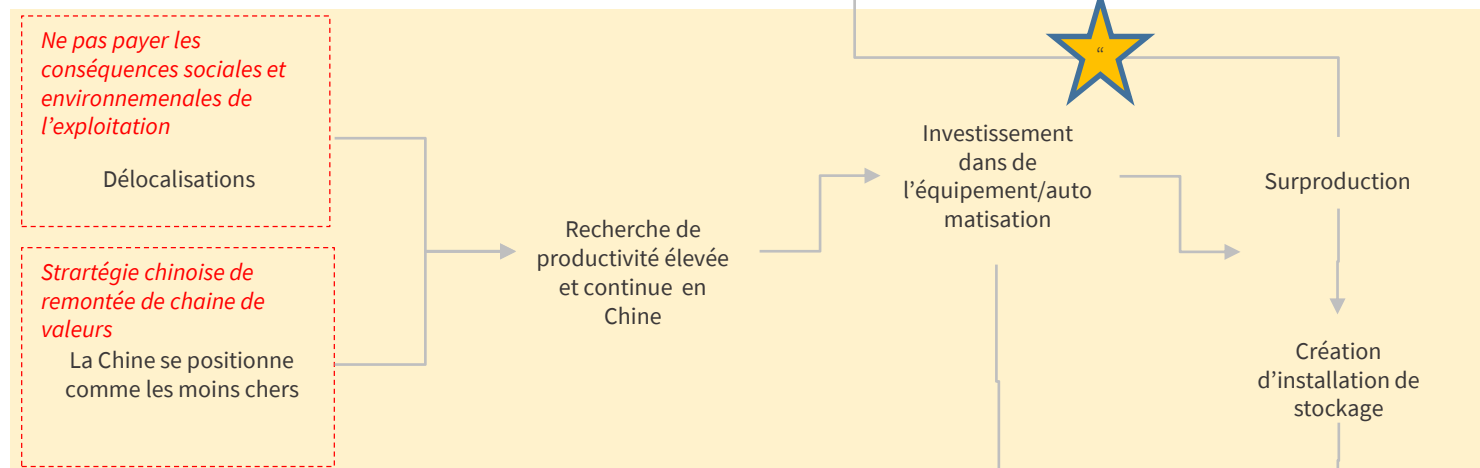 Ne pas payer les
conséquences sociales et
environnemenales de
l’exploitation
Délocalisations
Strartégie chinoise de
remontée de chaine de
valeurs
La Chine se positionne
comme les moins chers
Recherche de
productivité élevée
et continue en
Chine
“
Investissement
dans de
l’équipement/auto
matisation
Surproduction
Création
d’installation de
stockage